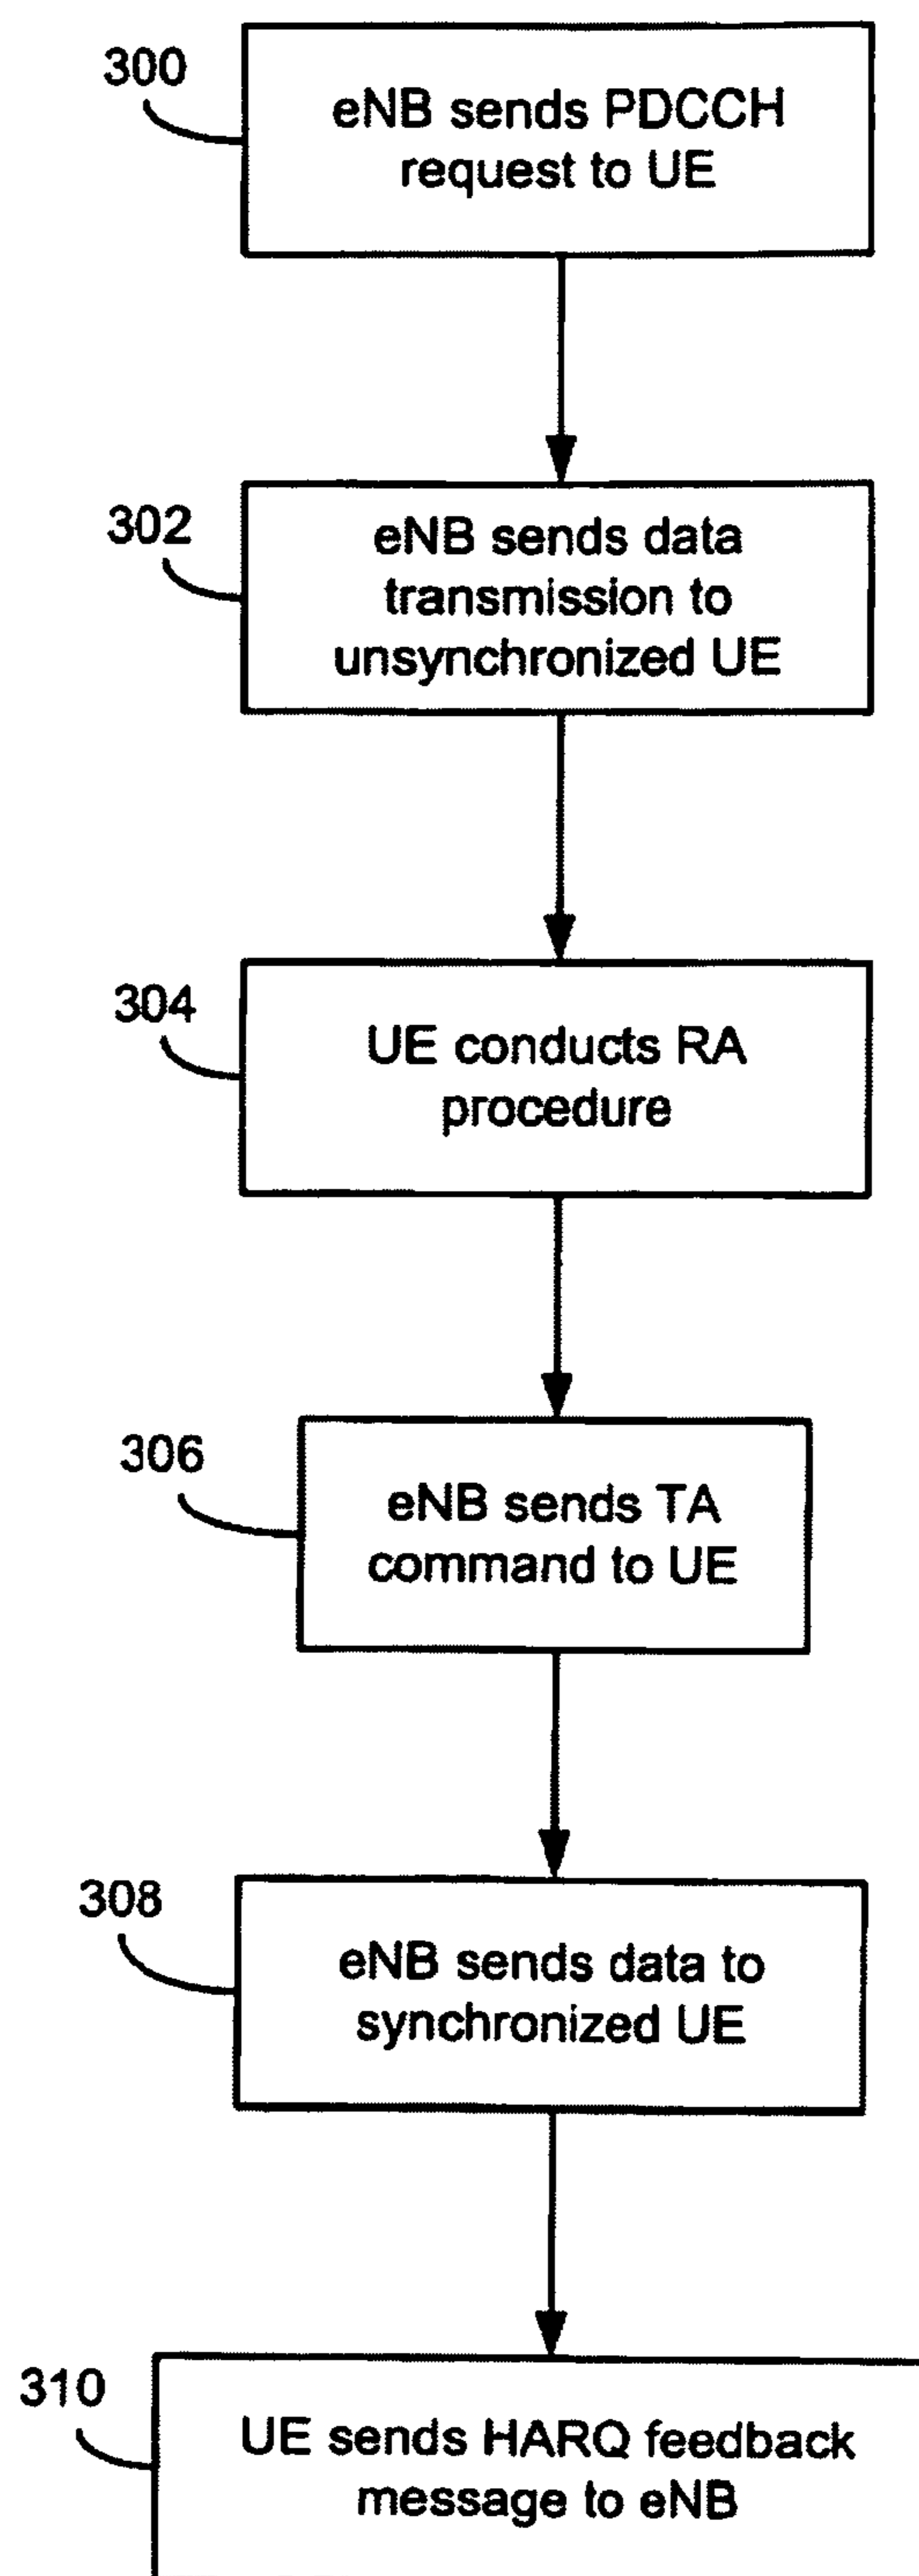 300
eNB sends PDCCH
request to UE
302
eNB sends data
transmission to
unsynchronized UE
304
UE conducts RA
procedure
306
eNB sends TA
command to UE
308
eNB sends data to
synchronized UE
310
UE sends HARQ feedback
message to eNB